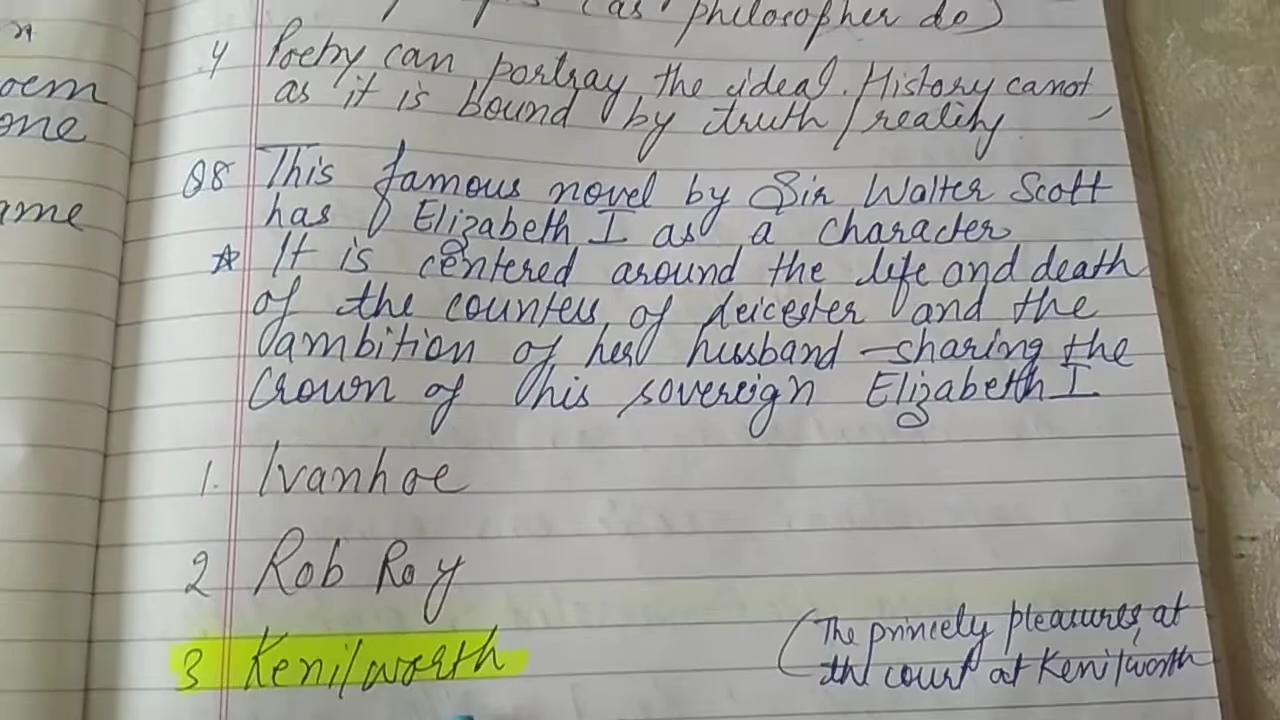 (as philosopher do)
oem
one
ame
4 Poetry can portray the ideal. History canot,
as it is bound by truth/reality.
Q8 This famous novel by Sir Walter Scott
has Elizabeth I as a character
☆ It is centered around the life and death
of the countess of Leicester and the
ambition of her husband - sharing the
crown of his sovereign Elizabeth I
1. Ivanhoe
2 Rob Roy
3 Kenilworth
(The princely pleasures, at
the court at Kenilworth